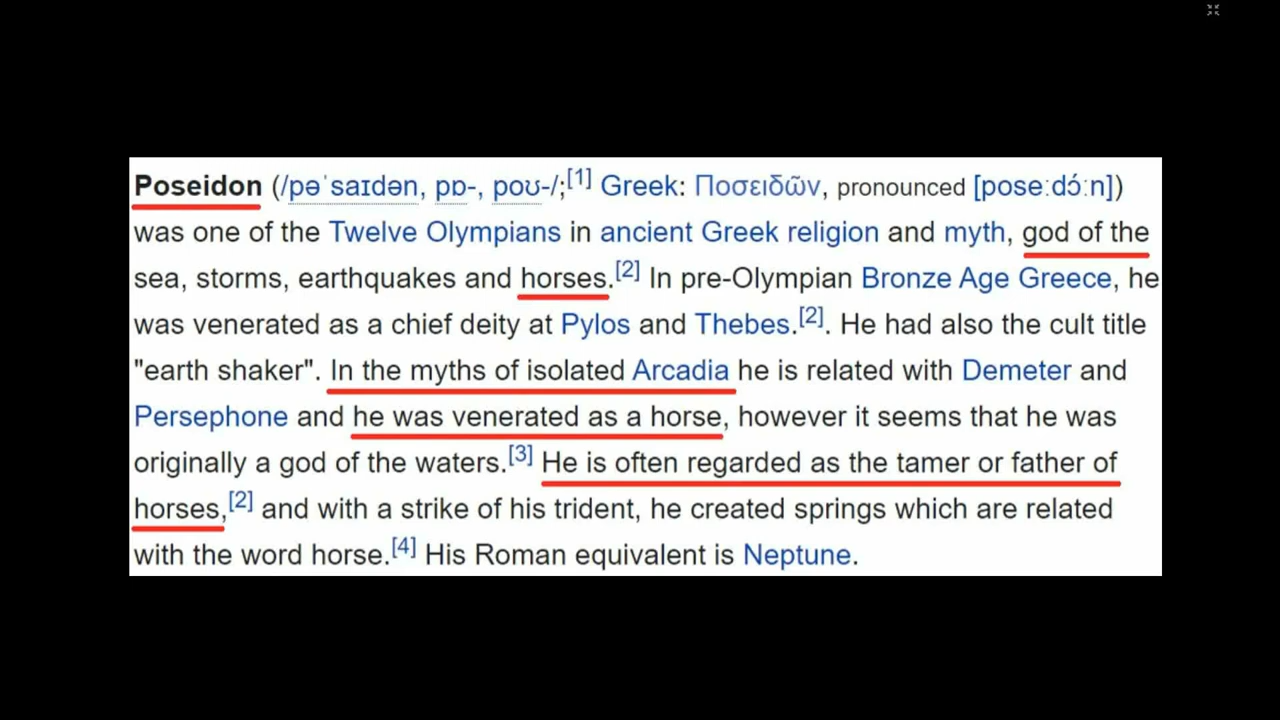 Poseidon (/pəˈsaɪdən, pɒ-, poʊ-/;[1] Greek: Ποσειδῶν, pronounced [poseːdɔ́ːn])
was one of the Twelve Olympians in ancient Greek religion and myth, god of the
sea, storms, earthquakes and horses.[2] In pre-Olympian Bronze Age Greece, he
was venerated as a chief deity at Pylos and Thebes.[2]. He had also the cult title
"earth shaker". In the myths of isolated Arcadia he is related with Demeter and
Persephone and he was venerated as a horse, however it seems that he was
originally a god of the waters.[3] He is often regarded as the tamer or father of
horses,[2] and with a strike of his trident, he created springs which are related
with the word horse.[4] His Roman equivalent is Neptune.